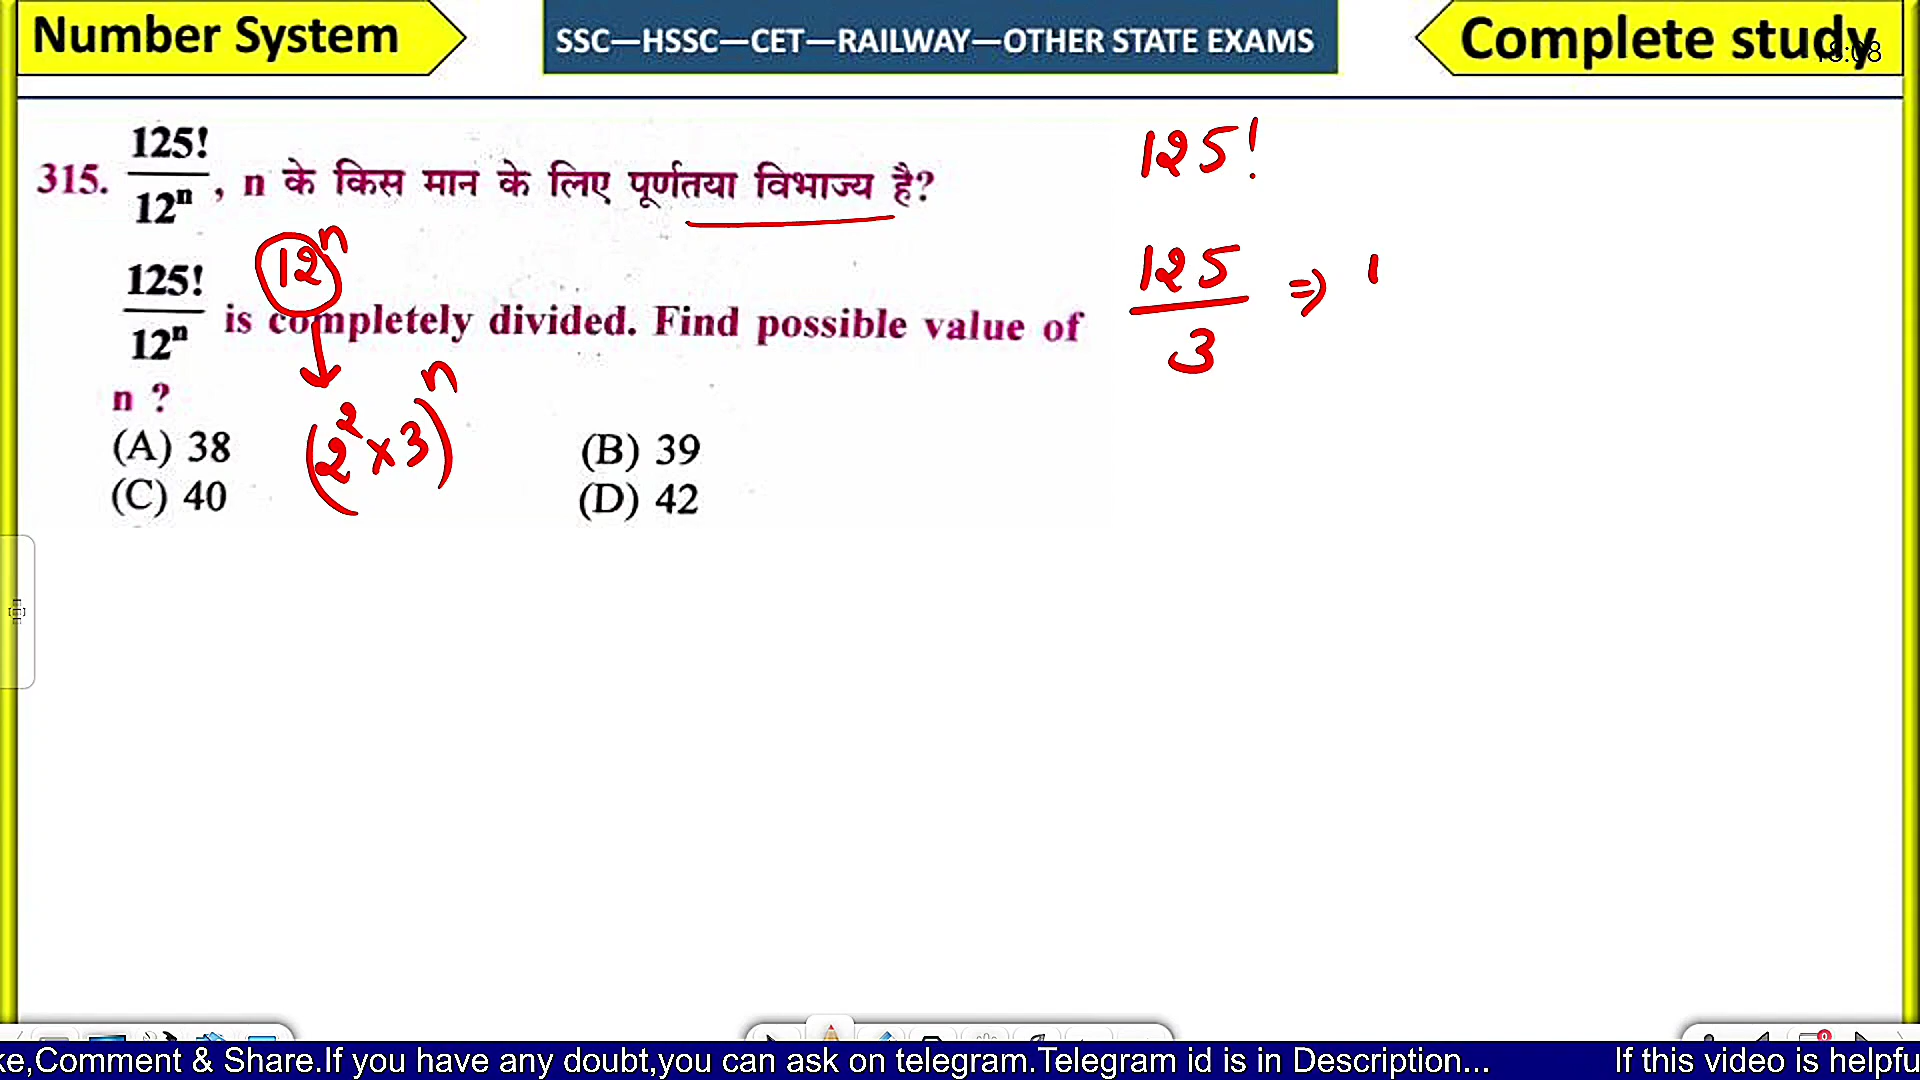 Number System
SSC—HSSC—CET—RAILWAY—OTHER STATE EXAMS
Complete study
18:08
315. 125!/12ⁿ, n के किस मान के लिए पूर्णतया विभाज्य है?
125!/12ⁿ is completely divided. Find possible value of
n ?
(A) 38
(B) 39
(C) 40
(D) 42
12ⁿ
(2²×3)ⁿ
125!
125/3 ⇒
ke,Comment & Share.If you have any doubt,you can ask on telegram.Telegram id is in Description... If this video is helpfu